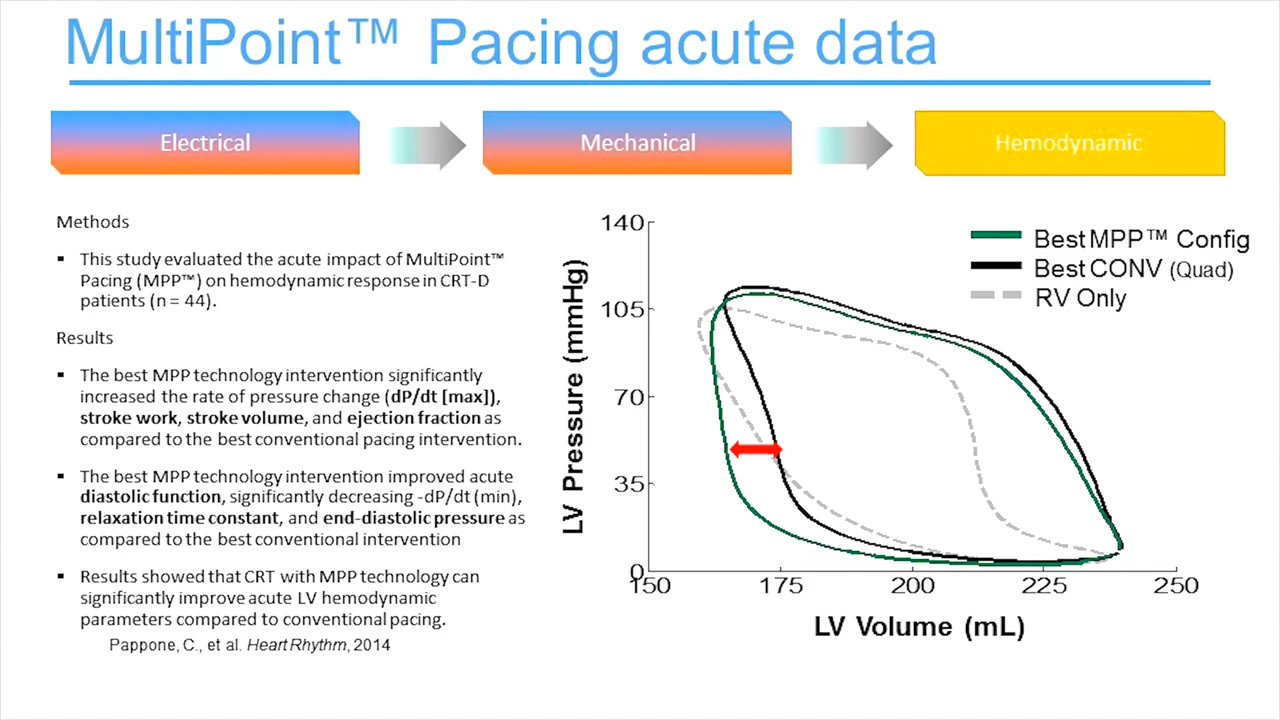 MultiPoint™ Pacing acute data
Electrical
Mechanical
Hemodynamic
Methods
▪ This study evaluated the acute impact of MultiPoint™
Pacing (MPP™) on hemodynamic response in CRT-D
patients (n = 44).
Results
▪ The best MPP technology intervention significantly
increased the rate of pressure change (dP/dt [max]),
stroke work, stroke volume, and ejection fraction as
compared to the best conventional pacing intervention.
▪ The best MPP technology intervention improved acute
diastolic function, significantly decreasing -dP/dt (min),
relaxation time constant, and end-diastolic pressure as
compared to the best conventional intervention
▪ Results showed that CRT with MPP technology can
significantly improve acute LV hemodynamic
parameters compared to conventional pacing.
Pappone, C., et al. Heart Rhythm, 2014
LV Pressure (mmHg)
140
105
70
35
0
150
175
200
225
250
LV Volume (mL)
Best MPP™ Config
Best CONV (Quad)
RV Only